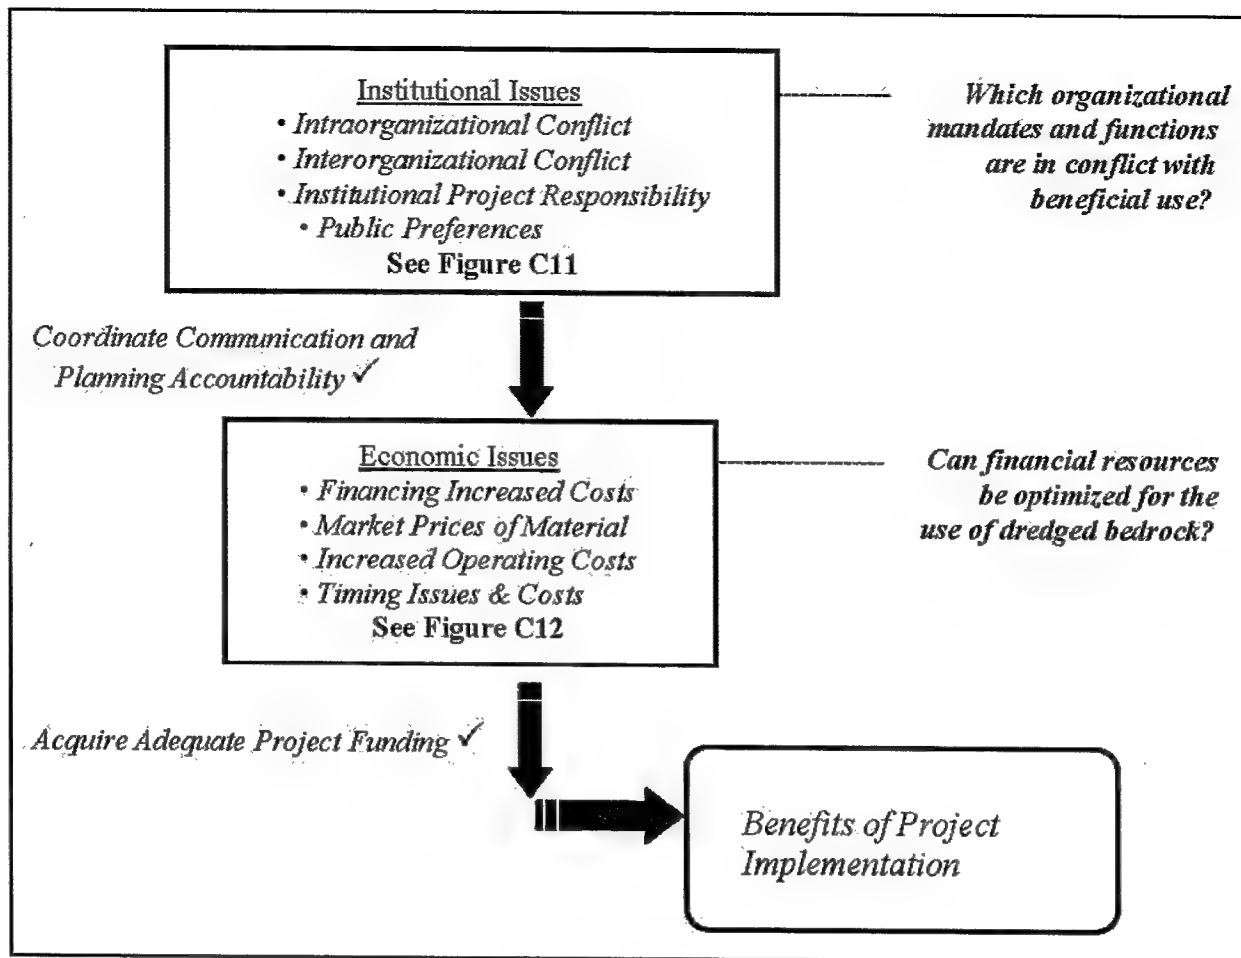 Institutional Issues
• Intraorganizational Conflict
• Interorganizational Conflict
• Institutional Project Responsibility
• Public Preferences
See Figure C11
Which organizational
mandates and functions
are in conflict with
beneficial use?
Coordinate Communication and
Planning Accountability ✓
Economic Issues
• Financing Increased Costs
• Market Prices of Material
• Increased Operating Costs
• Timing Issues & Costs
See Figure C12
Can financial resources
be optimized for the
use of dredged bedrock?
Acquire Adequate Project Funding ✓
Benefits of Project
Implementation